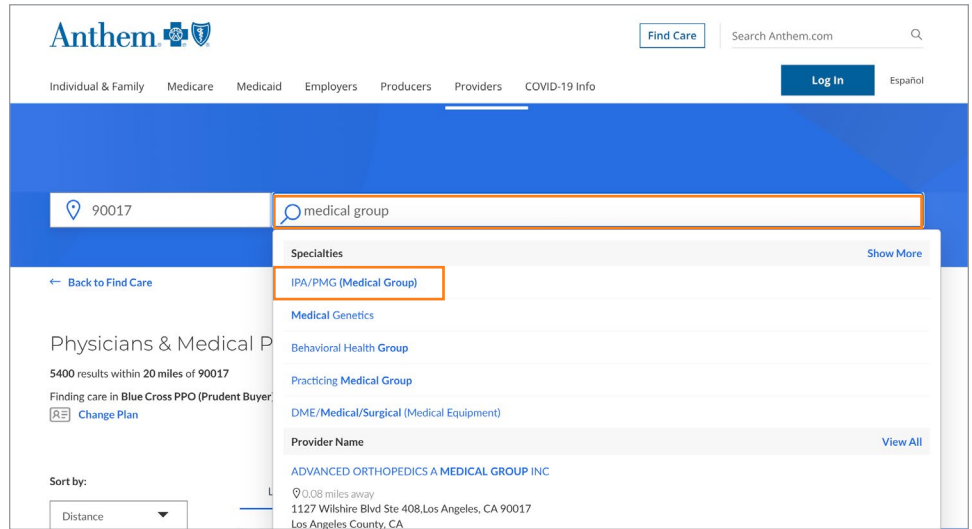 Anthem
Find Care
Search Anthem.com
Individual & Family Medicare Medicaid Employers Producers Providers COVID-19 Info
Log In
Español
90017
medical group
Specialties Show More
← Back to Find Care
IPA/PMG (Medical Group)
Medical Genetics
Physicians & Medical P
Behavioral Health Group
5400 results within 20 miles of 90017
Practicing Medical Group
Finding care in Blue Cross PPO (Prudent Buyer
Change Plan
DME/Medical/Surgical (Medical Equipment)
Provider Name View All
ADVANCED ORTHOPEDICS A MEDICAL GROUP INC
Sort by:
0.08 miles away
1127 Wilshire Blvd Ste 408,Los Angeles, CA 90017
Distance
Los Angeles County, CA